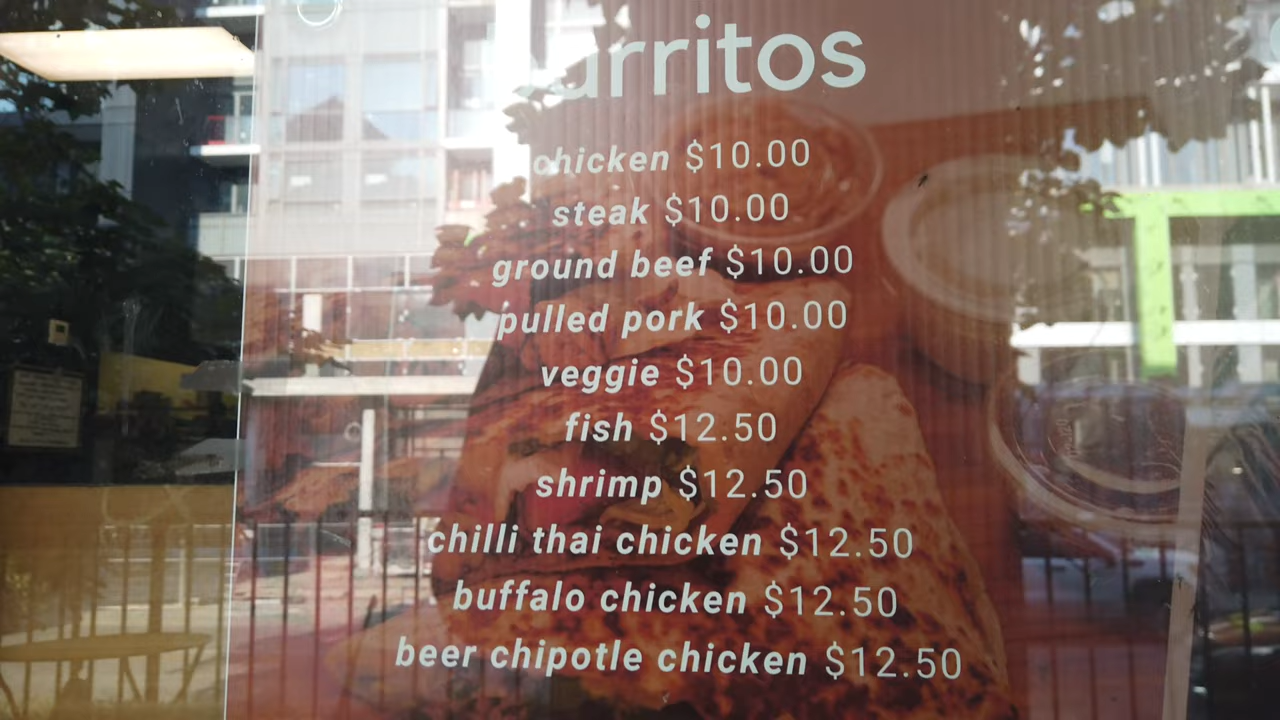 burritos
chicken $10.00
steak $10.00
ground beef $10.00
pulled pork $10.00
veggie $10.00
fish $12.50
shrimp $12.50
chilli thai chicken $12.50
buffalo chicken $12.50
beer chipotle chicken $12.50